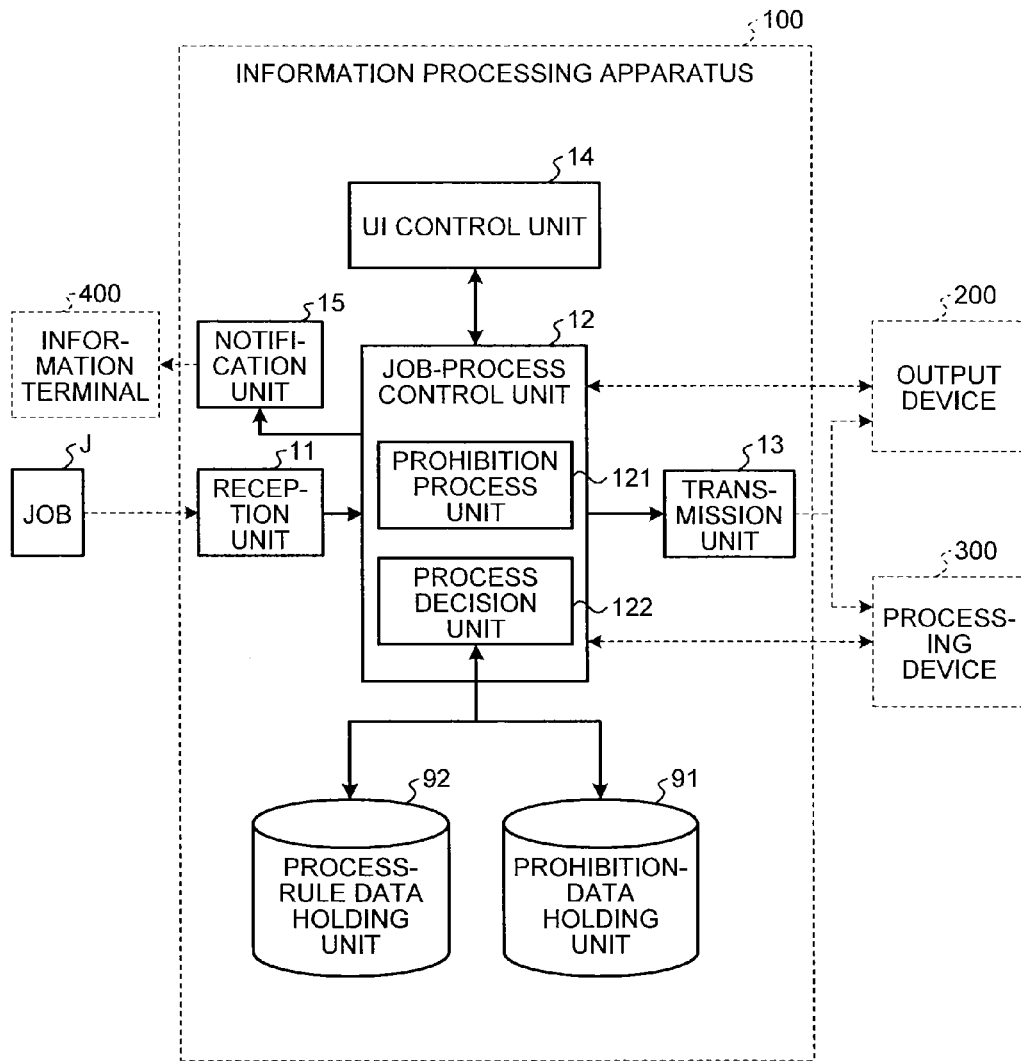 100
INFORMATION PROCESSING APPARATUS
14
UI CONTROL UNIT
400
INFOR-
MATION
TERMINAL
15
NOTIFI-
CATION
UNIT
12
JOB-PROCESS
CONTROL UNIT
200
OUTPUT
DEVICE
J
JOB
11
RECEP-
TION
UNIT
PROHIBITION
PROCESS
UNIT
121
13
TRANS-
MISSION
UNIT
PROCESS
DECISION
UNIT
122
300
PROCESS-
ING
DEVICE
92
PROCESS-
RULE DATA
HOLDING
UNIT
91
PROHIBITION-
DATA
HOLDING
UNIT